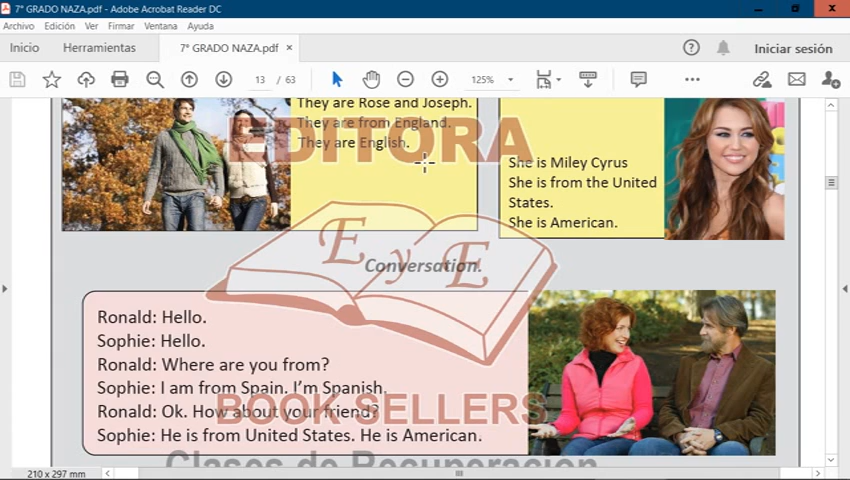 7° GRADO NAZA.pdf - Adobe Acrobat Reader DC
Archivo Edición Ver Firmar Ventana Ayuda
Inicio Herramientas 7° GRADO NAZA.pdf × Iniciar sesión
13 / 63 125%
They are Rose and Joseph.
They are from England.
They are English.
She is Miley Cyrus
She is from the United
States.
She is American.
EDITORA
E y E
Conversation.
Ronald: Hello.
Sophie: Hello.
Ronald: Where are you from?
Sophie: I am from Spain. I'm Spanish.
Ronald: Ok. How about your friend?
Sophie: He is from United States. He is American.
BOOK SELLERS
Clases de Recuperacion
210 x 297 mm